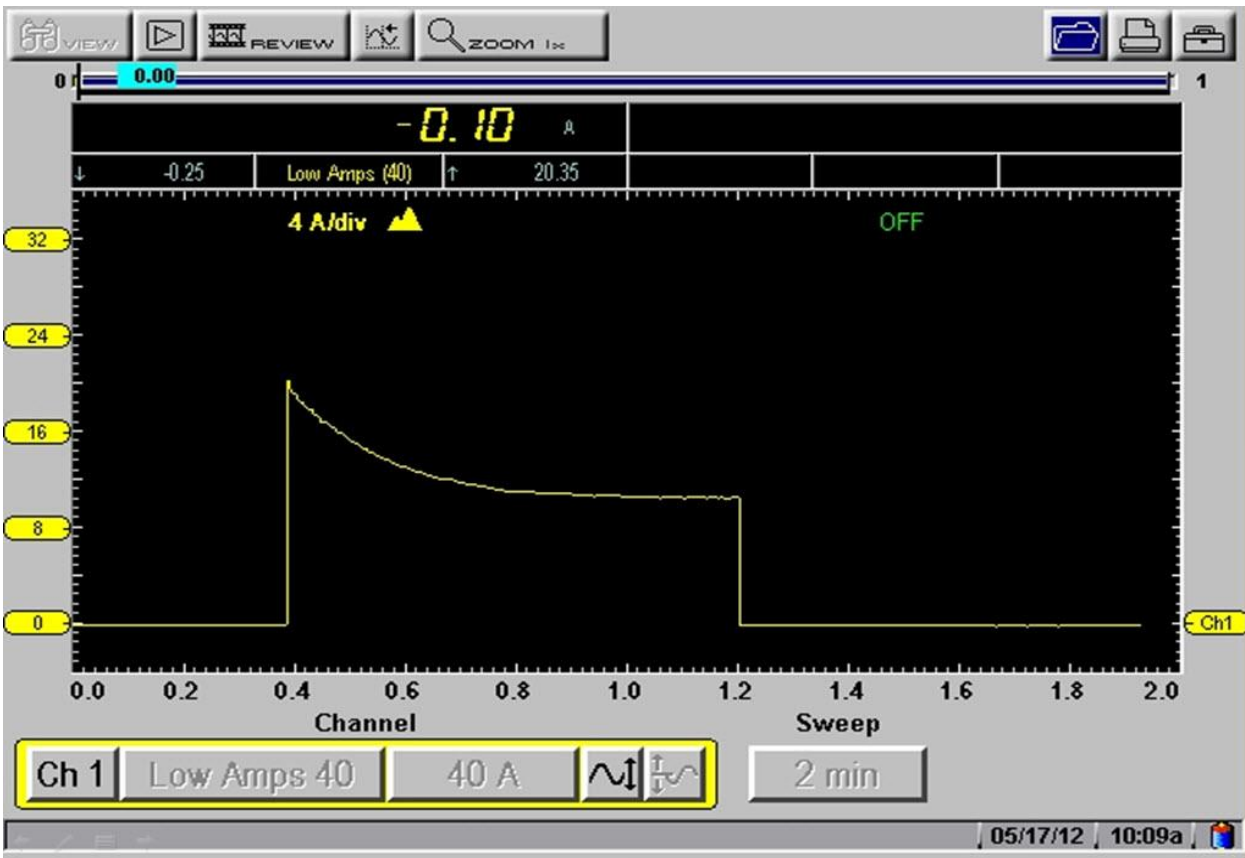 VIEW REVIEW ZOOM 1x
0 0.00 1
-0.10 A
↓ -0.25 Low Amps (40) ↑ 20.35
4 A/div OFF
32
24
16
8
0 Ch1
0.0 0.2 0.4 0.6 0.8 1.0 1.2 1.4 1.6 1.8 2.0
Channel Sweep
Ch 1 Low Amps 40 40 A 2 min
05/17/12 10:09a